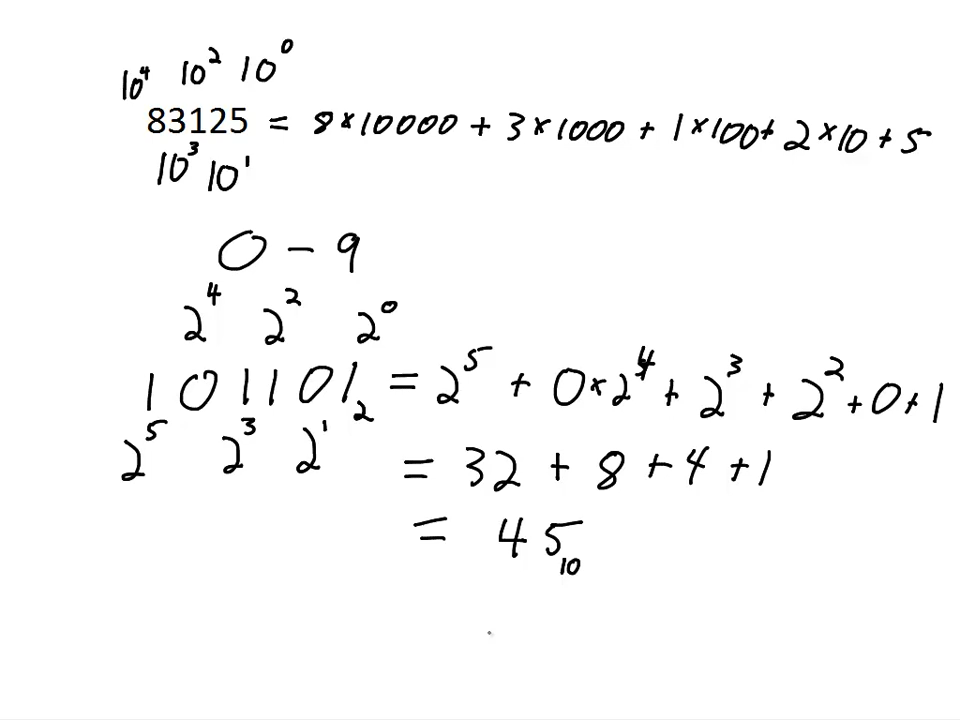 10⁴ 10² 10⁰
83125 = 8×10000 + 3×1000 + 1×100+ 2×10 + 5
10³ 10¹
0 - 9
2⁴ 2² 2⁰
101101₂ = 2⁵ + 0×2⁴ + 2³ + 2² + 0 + 1
2⁵ 2³ 2¹
= 32 + 8 + 4 + 1
= 45₁₀